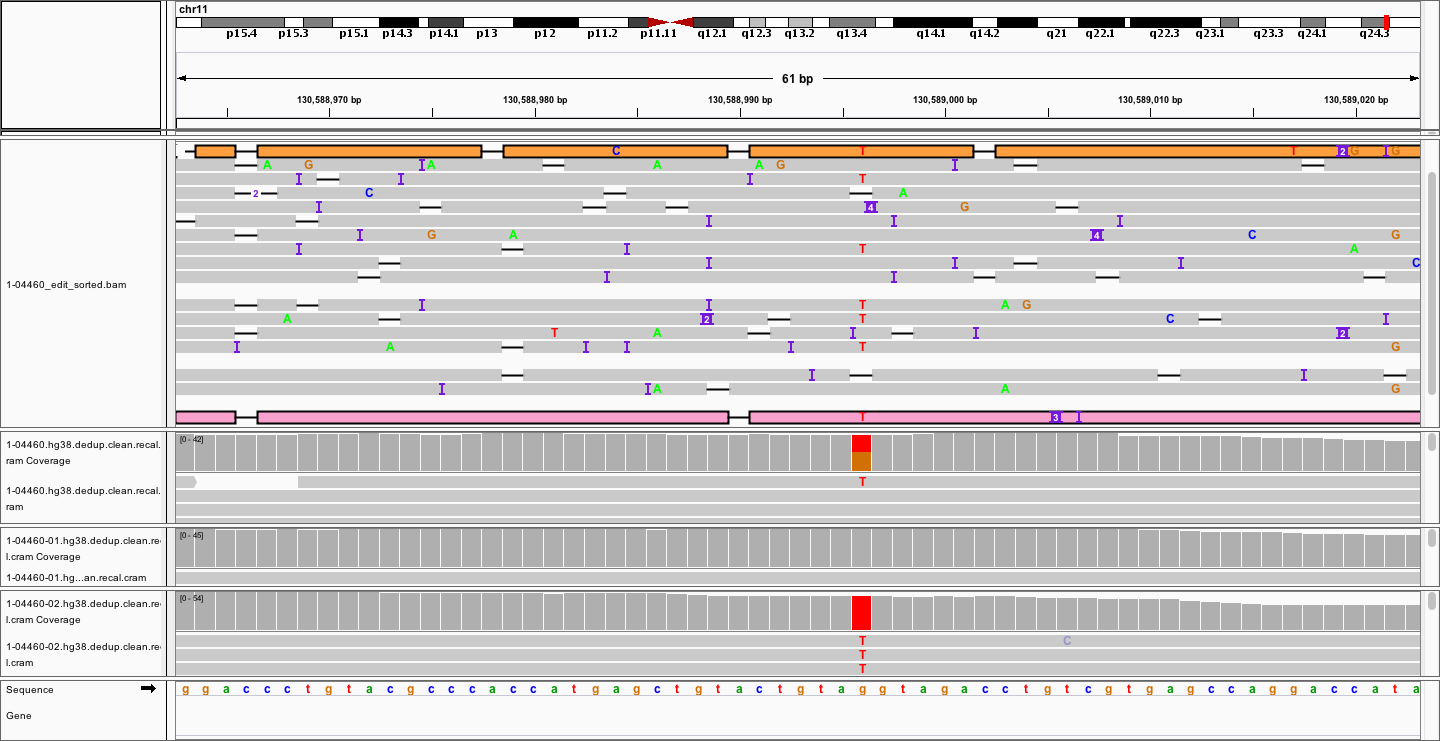 chr11
p15.4 p15.3 p15.1 p14.3 p14.1 p13 p12 p11.2 p11.11 q12.1 q12.3 q13.2 q13.4 q14.1 q14.2 q21 q22.1 q22.3 q23.1 q23.3 q24.1 q24.3
61 bp
130,588,970 bp 130,588,980 bp 130,588,990 bp 130,589,000 bp 130,589,010 bp 130,589,020 bp
C T T 2 G I G
A G I A A A G I
I I I T
2 C A
I 4 G
I I I
I G A 4 C G
I I T A
I I I C
I I
I I T A G
A 2 T C I
T A I I 2
I A I I I T G
I I
I I A A G
T 3 I
1-04460_edit_sorted.bam
1-04460.hg38.dedup.clean.recal.
ram Coverage
[0 - 42]
1-04460.hg38.dedup.clean.recal.
ram
T
1-04460-01.hg38.dedup.clean.re
l.cram Coverage
[0 - 45]
1-04460-01.hg...an.recal.cram
1-04460-02.hg38.dedup.clean.re
l.cram Coverage
[0 - 54]
1-04460-02.hg38.dedup.clean.re
l.cram
T C
T
T
Sequence g g a c c c t g t a c g c c c a c c a t g a g c t g t a c t g t a g g t a g a c c t g t c g t g a g c c a g g a c c a t a
Gene